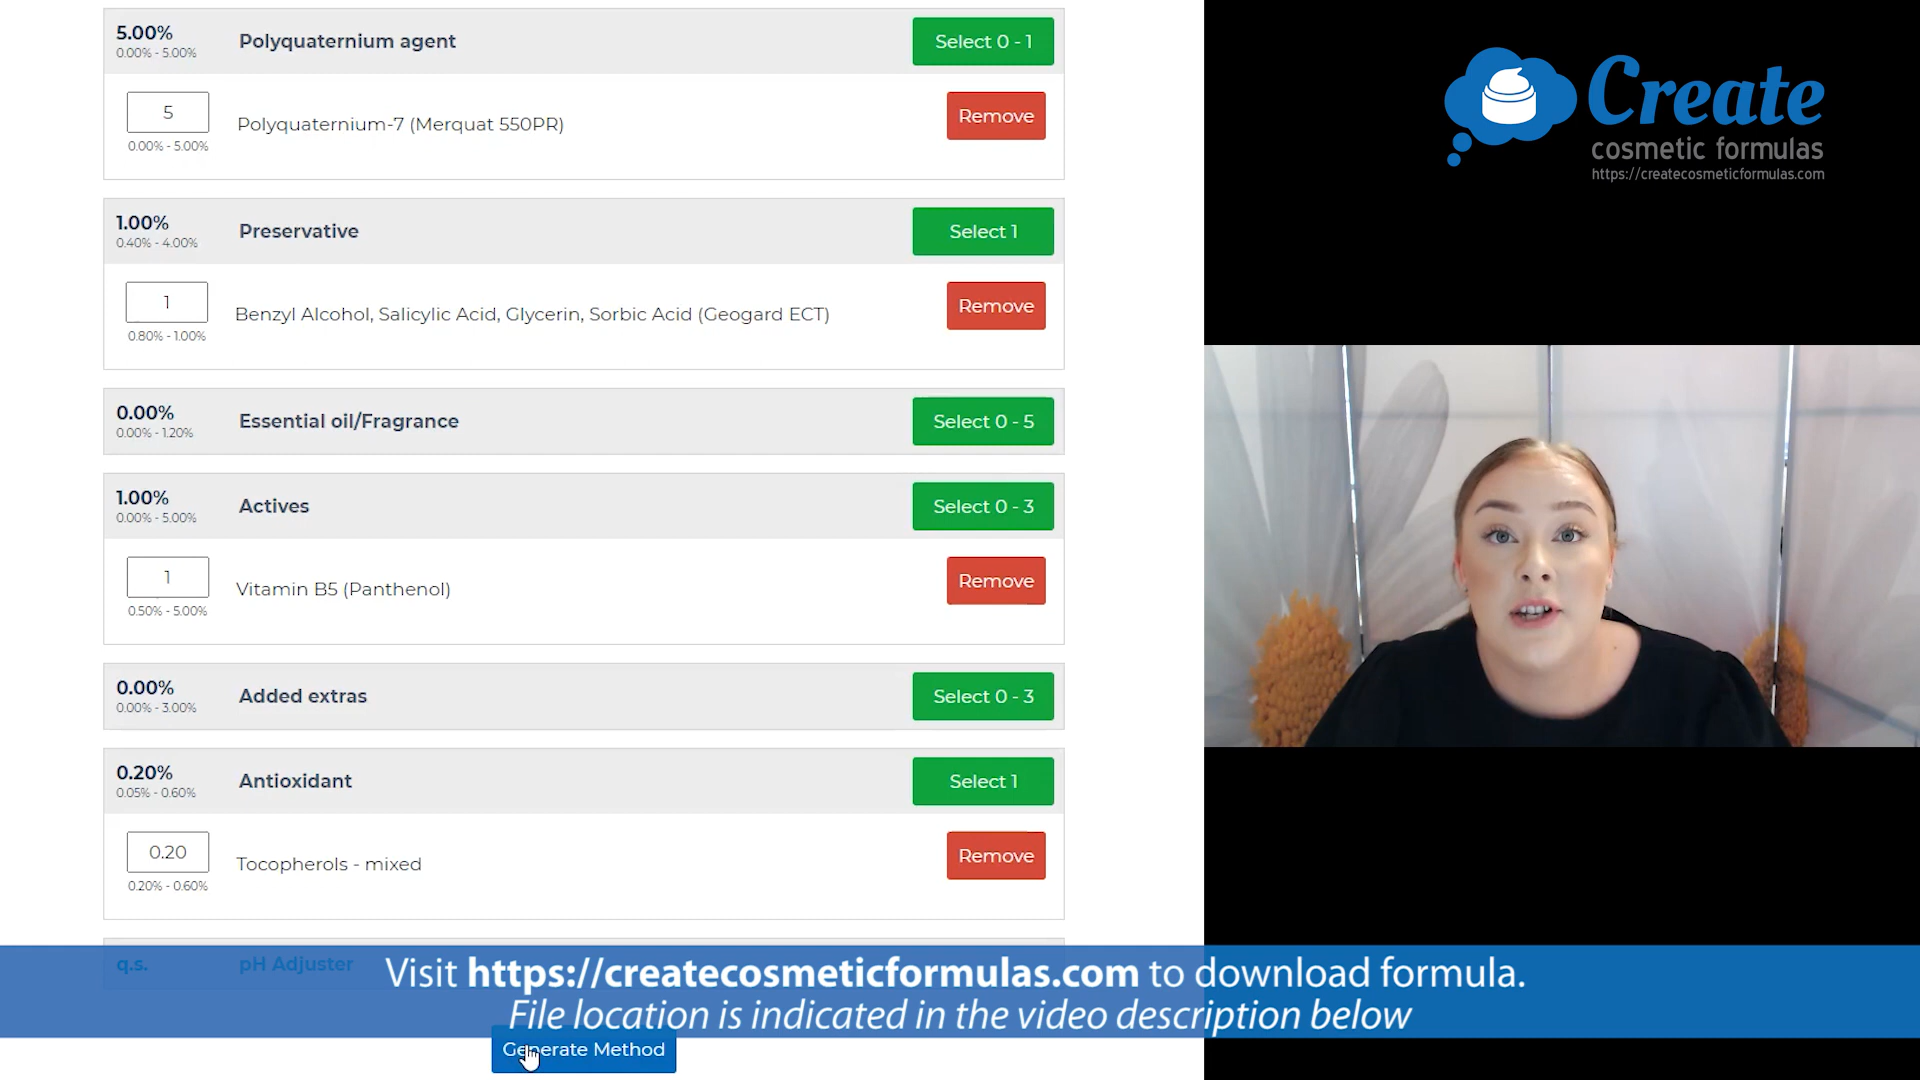 5.00%
0.00% - 5.00%
Polyquaternium agent
Select 0 - 1
5
0.00% - 5.00%
Polyquaternium-7 (Merquat 550PR)
Remove
1.00%
0.40% - 4.00%
Preservative
Select 1
1
0.80% - 1.00%
Benzyl Alcohol, Salicylic Acid, Glycerin, Sorbic Acid (Geogard ECT)
Remove
0.00%
0.00% - 1.20%
Essential oil/Fragrance
Select 0 - 5
1.00%
0.00% - 5.00%
Actives
Select 0 - 3
1
0.50% - 5.00%
Vitamin B5 (Panthenol)
Remove
0.00%
0.00% - 3.00%
Added extras
Select 0 - 3
0.20%
0.05% - 0.60%
Antioxidant
Select 1
0.20
0.20% - 0.60%
Tocopherols - mixed
Remove
q.s.
pH Adjuster
Visit https://createcosmeticformulas.com to download formula.
File location is indicated in the video description below
Generate Method
Create
cosmetic formulas
https://createcosmeticformulas.com